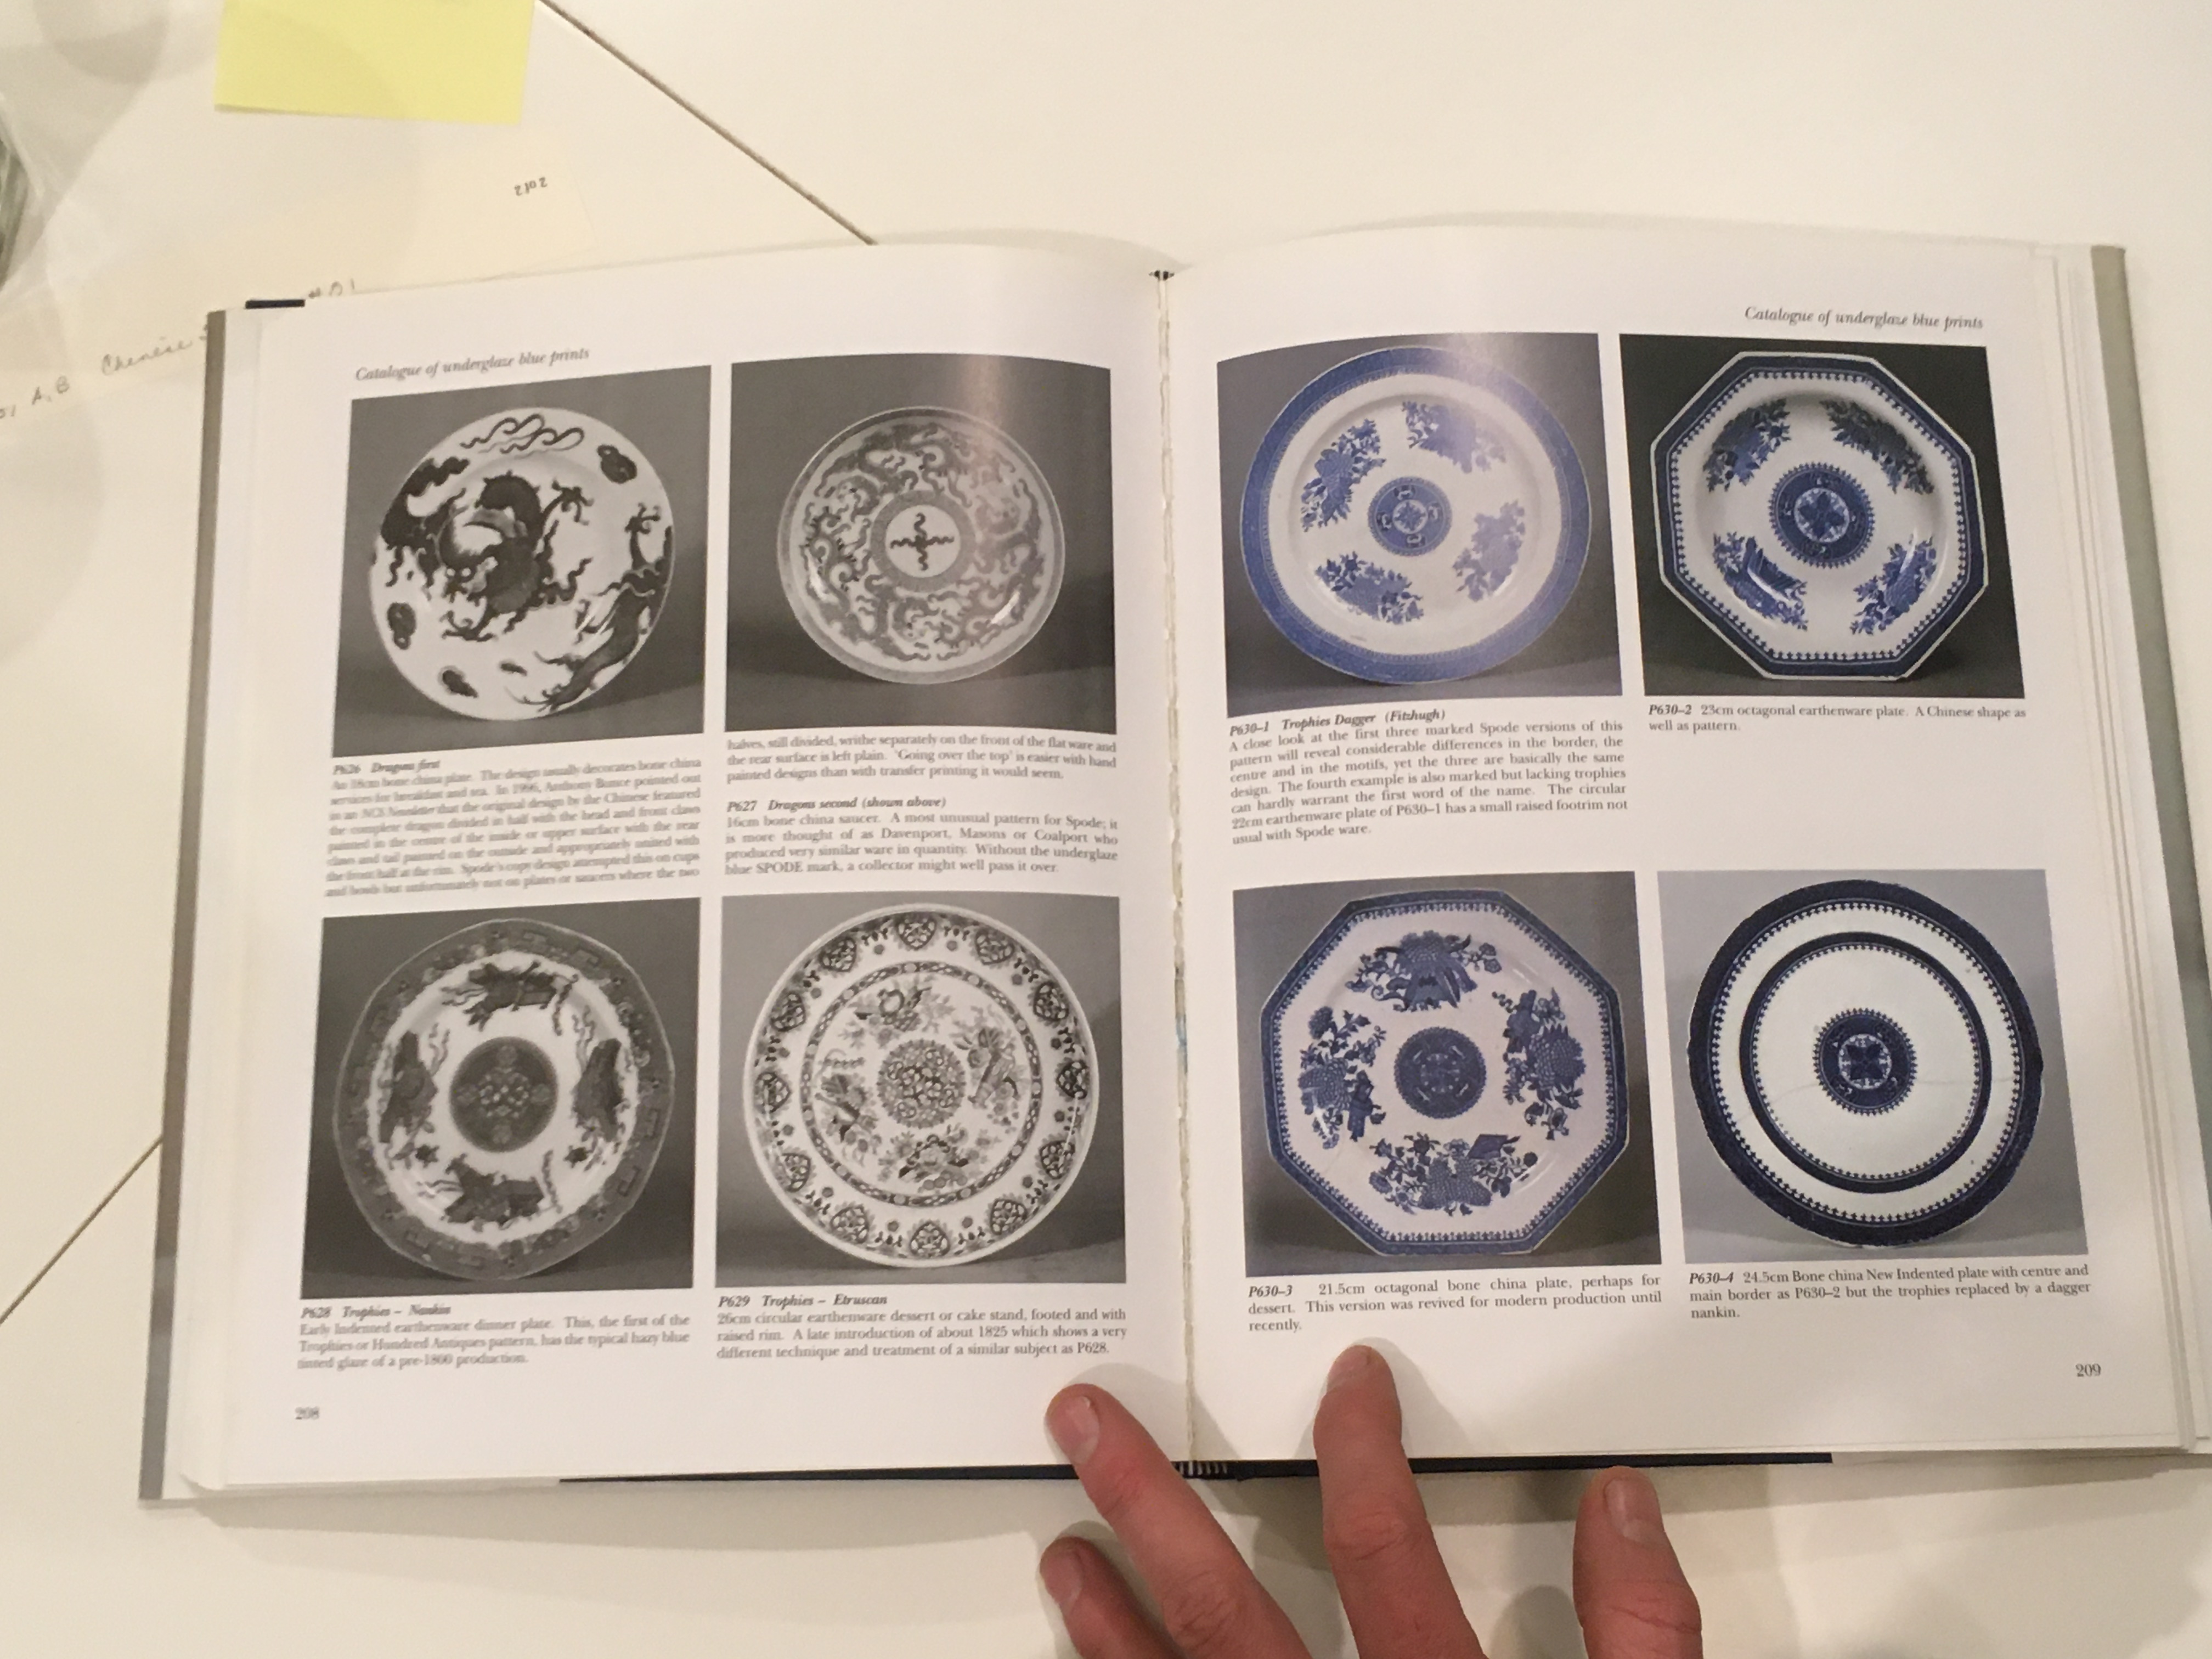 2 of 2
A, B Chinese
Catalogue of underglaze blue prints
P626 Dragons first
An 18cm bone china plate. The design usually decorates bone china
services for breakfast and tea. In 1996, Anthony Bunce pointed out
in an NCS Newsletter that the original design by the Chinese featured
the complete dragon divided in half with the head and front claws
painted in the centre of the inside or upper surface with the rear
claws and tail painted on the outside and appropriately united with
the front half at the rim. Spode's copy design attempted this on cups
and bowls but unfortunately not on plates or saucers where the two
halves, still divided, writhe separately on the front of the flat ware and
the rear surface is left plain. 'Going over the top' is easier with hand
painted designs than with transfer printing it would seem.
P627 Dragons second (shown above)
16cm bone china saucer. A most unusual pattern for Spode; it
is more thought of as Davenport, Masons or Coalport who
produced very similar ware in quantity. Without the underglaze
blue SPODE mark, a collector might well pass it over.
P628 Trophies – Nankin
Early Indented earthenware dinner plate. This, the first of the
Trophies or Hundred Antiques pattern, has the typical hazy blue
tinted glaze of a pre-1800 production.
P629 Trophies – Etruscan
26cm circular earthenware dessert or cake stand, footed and with
raised rim. A late introduction of about 1825 which shows a very
different technique and treatment of a similar subject as P628.
208
Catalogue of underglaze blue prints
P630–1 Trophies Dagger (Fitzhugh)
A close look at the first three marked Spode versions of this
pattern will reveal considerable differences in the border, the
centre and in the motifs, yet the three are basically the same
design. The fourth example is also marked but lacking trophies
can hardly warrant the first word of the name. The circular
22cm earthenware plate of P630–1 has a small raised footrim not
usual with Spode ware.
P630–2 23cm octagonal earthenware plate. A Chinese shape as
well as pattern.
P630–3 21.5cm octagonal bone china plate, perhaps for
dessert. This version was revived for modern production until
recently.
P630–4 24.5cm Bone china New Indented plate with centre and
main border as P630–2 but the trophies replaced by a dagger
nankin.
209